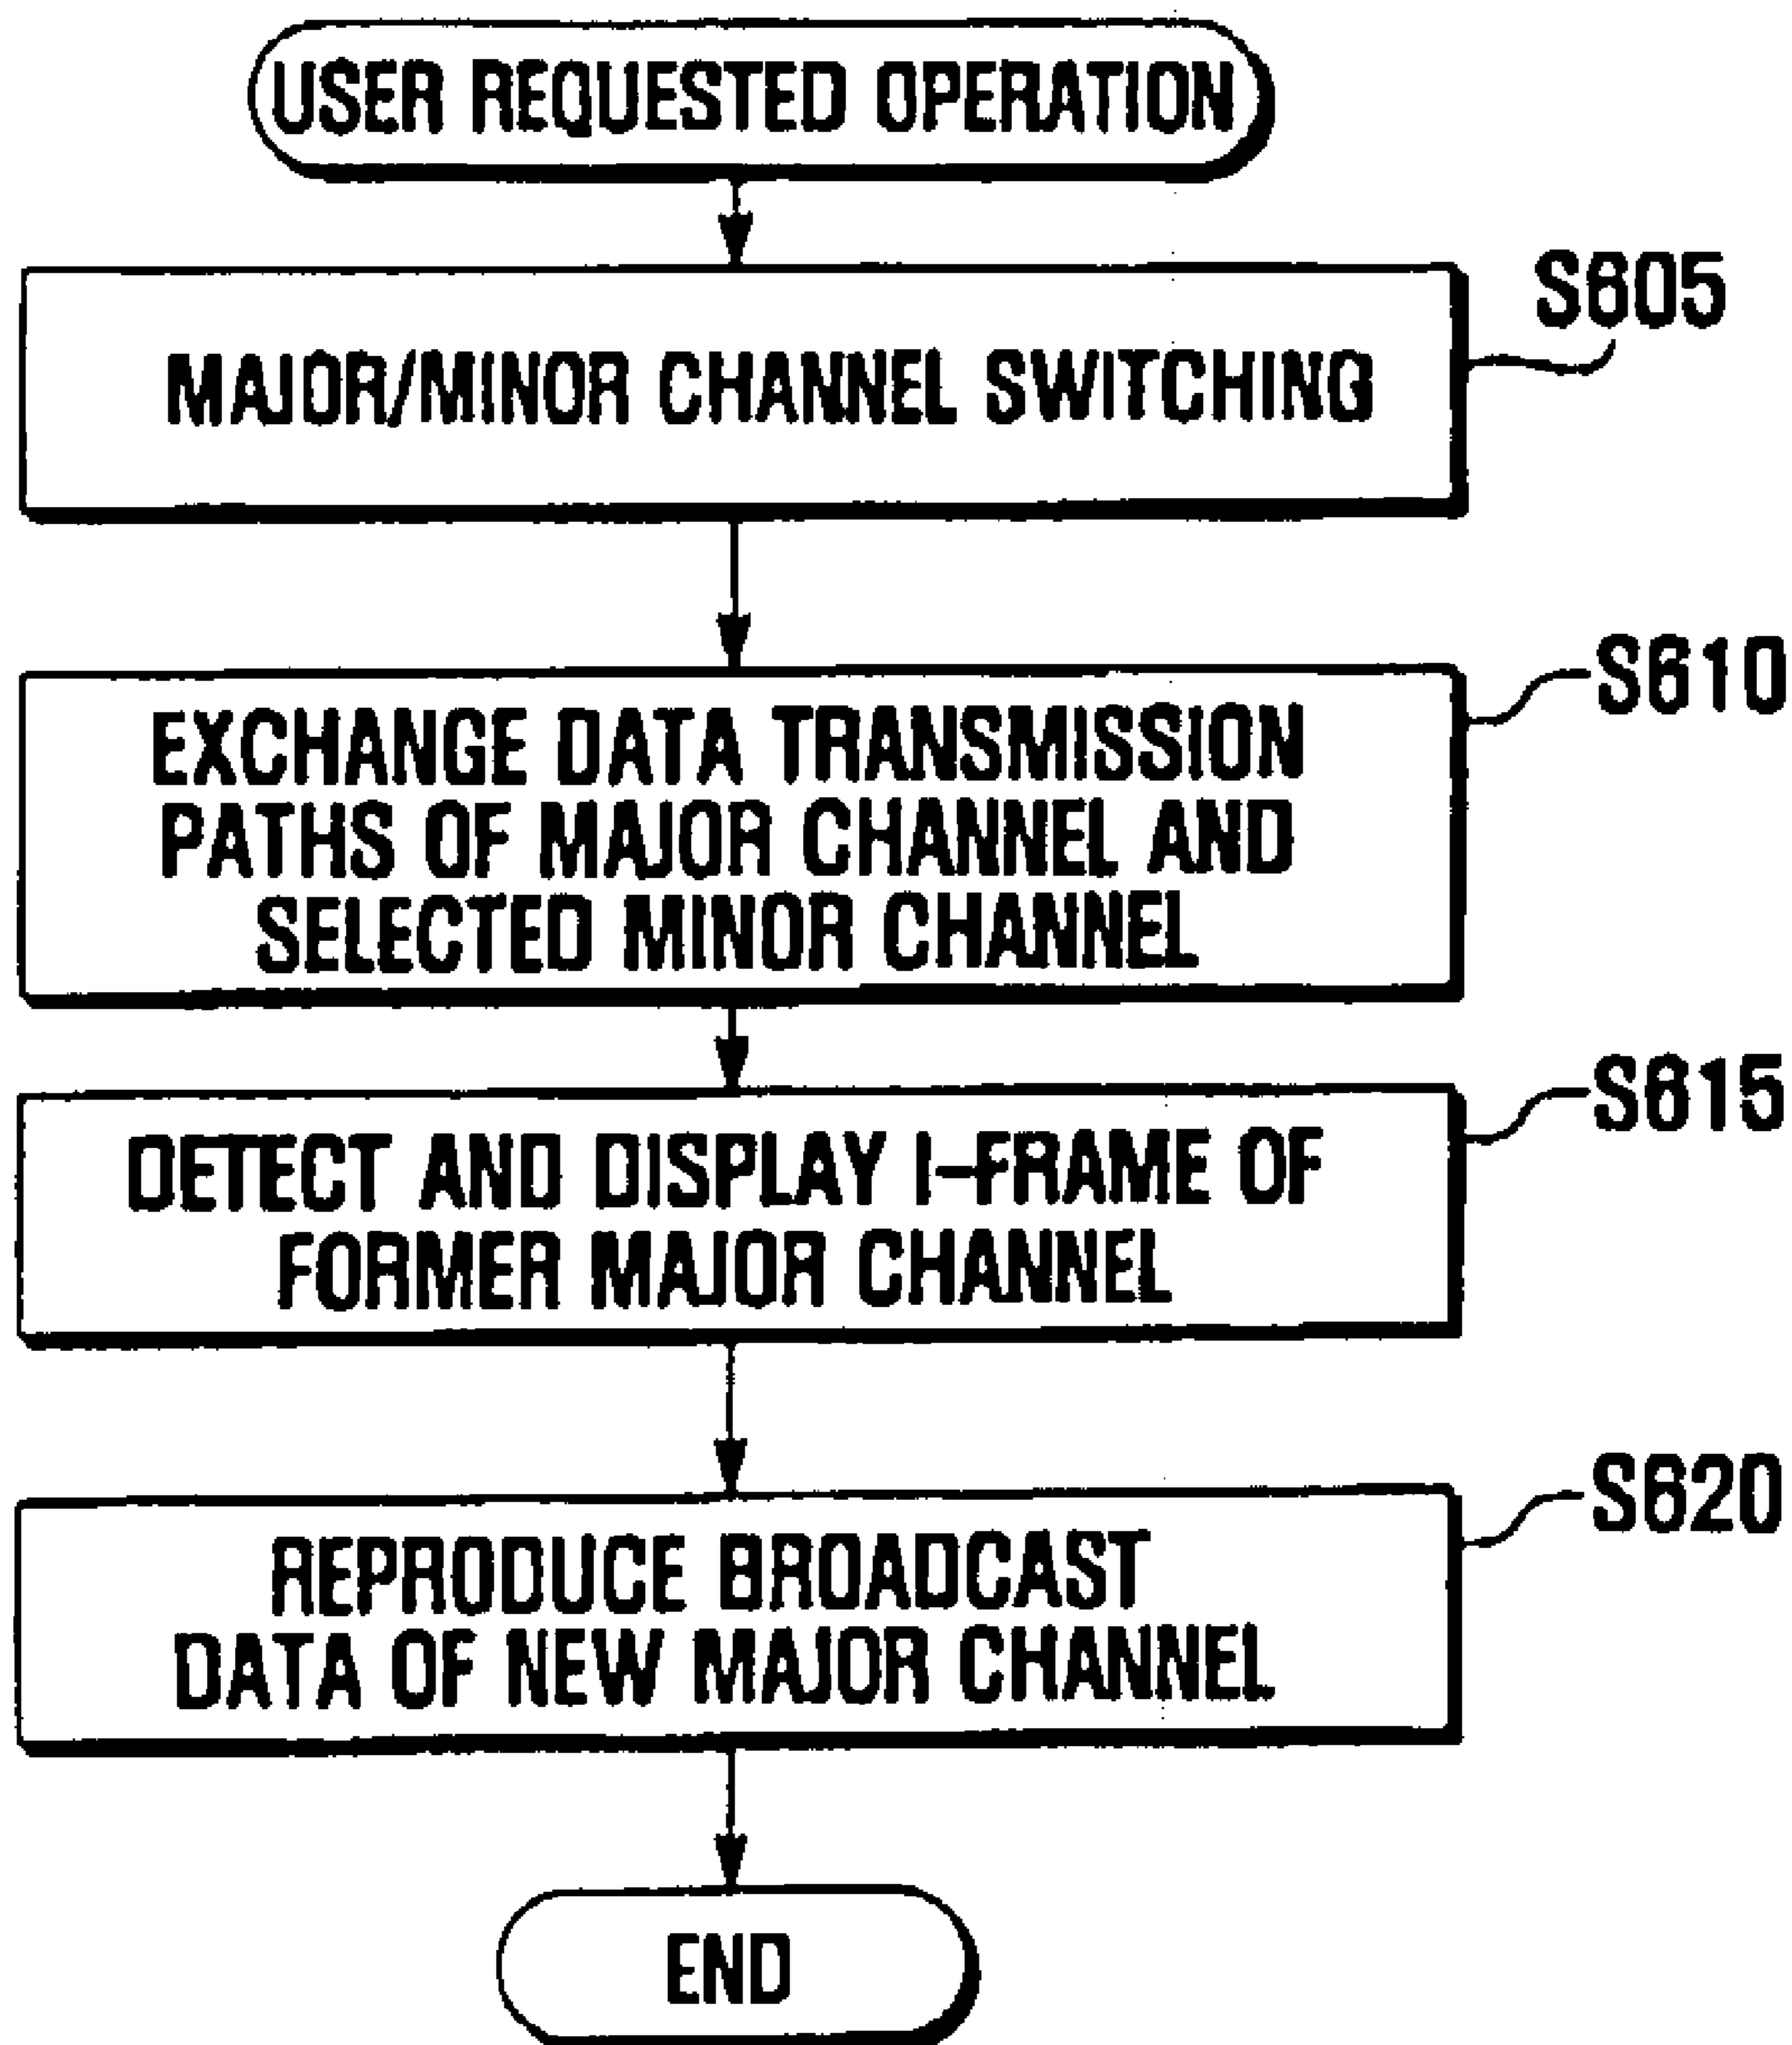 USER REQUESTED OPERATION
S605
MAJOR/MINOR CHANNEL SWITCHING
S610
EXCHANGE DATA TRANSMISSION
PATHS OF MAJOR CHANNEL AND
SELECTED MINOR CHANNEL
S615
DETECT AND DISPLAY I-FRAME OF
FORMER MAJOR CHANNEL
S620
REPRODUCE BROADCAST
DATA OF NEW MAJOR CHANNEL
END